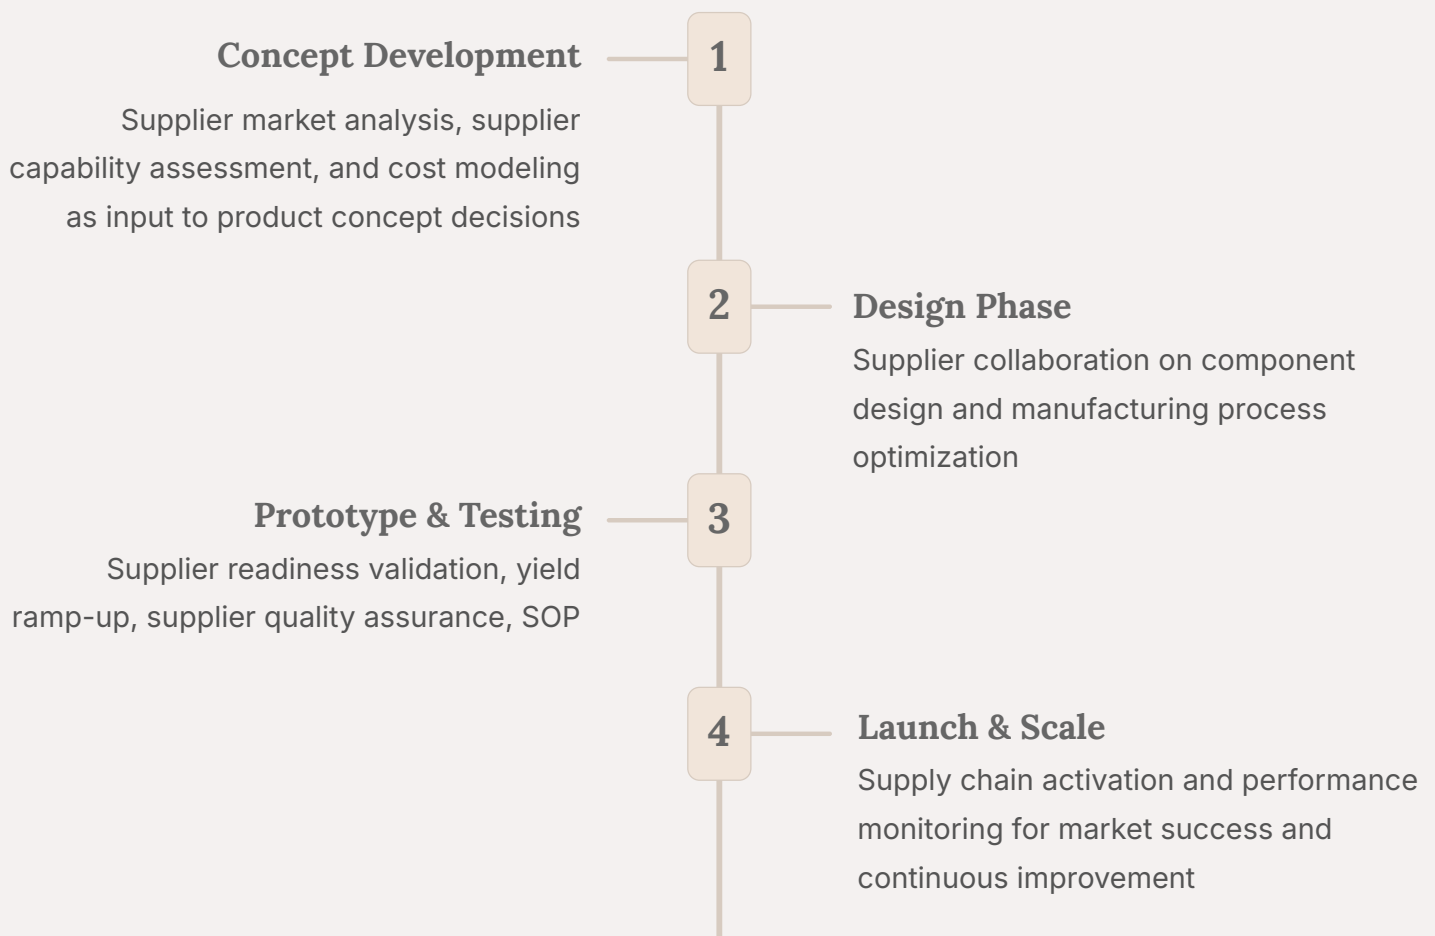 1
Concept Development
Supplier market analysis, supplier
capability assessment, and cost modeling
as input to product concept decisions
2
Design Phase
Supplier collaboration on component
design and manufacturing process
optimization
3
Prototype & Testing
Supplier readiness validation, yield
ramp-up, supplier quality assurance, SOP
4
Launch & Scale
Supply chain activation and performance
monitoring for market success and
continuous improvement